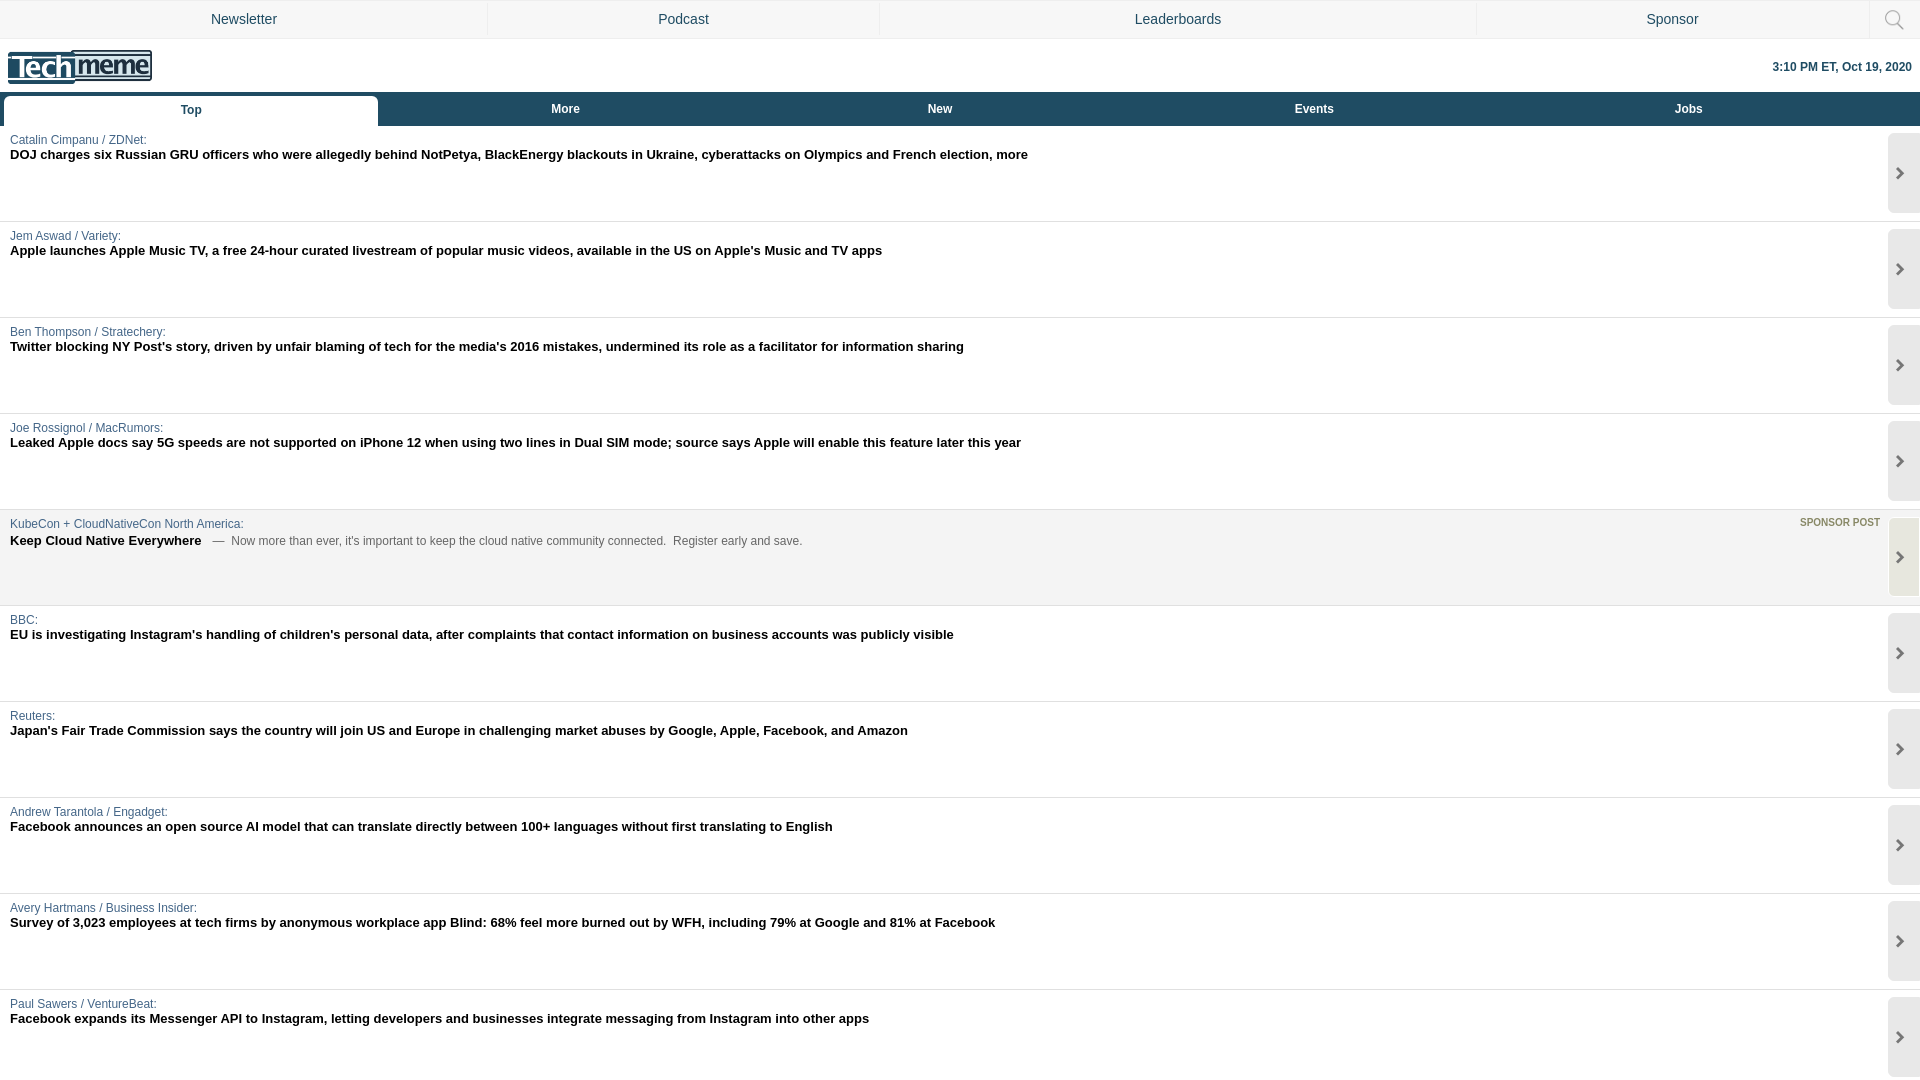 Newsletter
Podcast
Leaderboards
Sponsor
Techmeme
3:10 PM ET, Oct 19, 2020
Top
More
New
Events
Jobs
Catalin Cimpanu / ZDNet:
DOJ charges six Russian GRU officers who were allegedly behind NotPetya, BlackEnergy blackouts in Ukraine, cyberattacks on Olympics and French election, more
Jem Aswad / Variety:
Apple launches Apple Music TV, a free 24-hour curated livestream of popular music videos, available in the US on Apple's Music and TV apps
Ben Thompson / Stratechery:
Twitter blocking NY Post's story, driven by unfair blaming of tech for the media's 2016 mistakes, undermined its role as a facilitator for information sharing
Joe Rossignol / MacRumors:
Leaked Apple docs say 5G speeds are not supported on iPhone 12 when using two lines in Dual SIM mode; source says Apple will enable this feature later this year
KubeCon + CloudNativeCon North America:
SPONSOR POST
Keep Cloud Native Everywhere — Now more than ever, it's important to keep the cloud native community connected. Register early and save.
BBC:
EU is investigating Instagram's handling of children's personal data, after complaints that contact information on business accounts was publicly visible
Reuters:
Japan's Fair Trade Commission says the country will join US and Europe in challenging market abuses by Google, Apple, Facebook, and Amazon
Andrew Tarantola / Engadget:
Facebook announces an open source AI model that can translate directly between 100+ languages without first translating to English
Avery Hartmans / Business Insider:
Survey of 3,023 employees at tech firms by anonymous workplace app Blind: 68% feel more burned out by WFH, including 79% at Google and 81% at Facebook
Paul Sawers / VentureBeat:
Facebook expands its Messenger API to Instagram, letting developers and businesses integrate messaging from Instagram into other apps